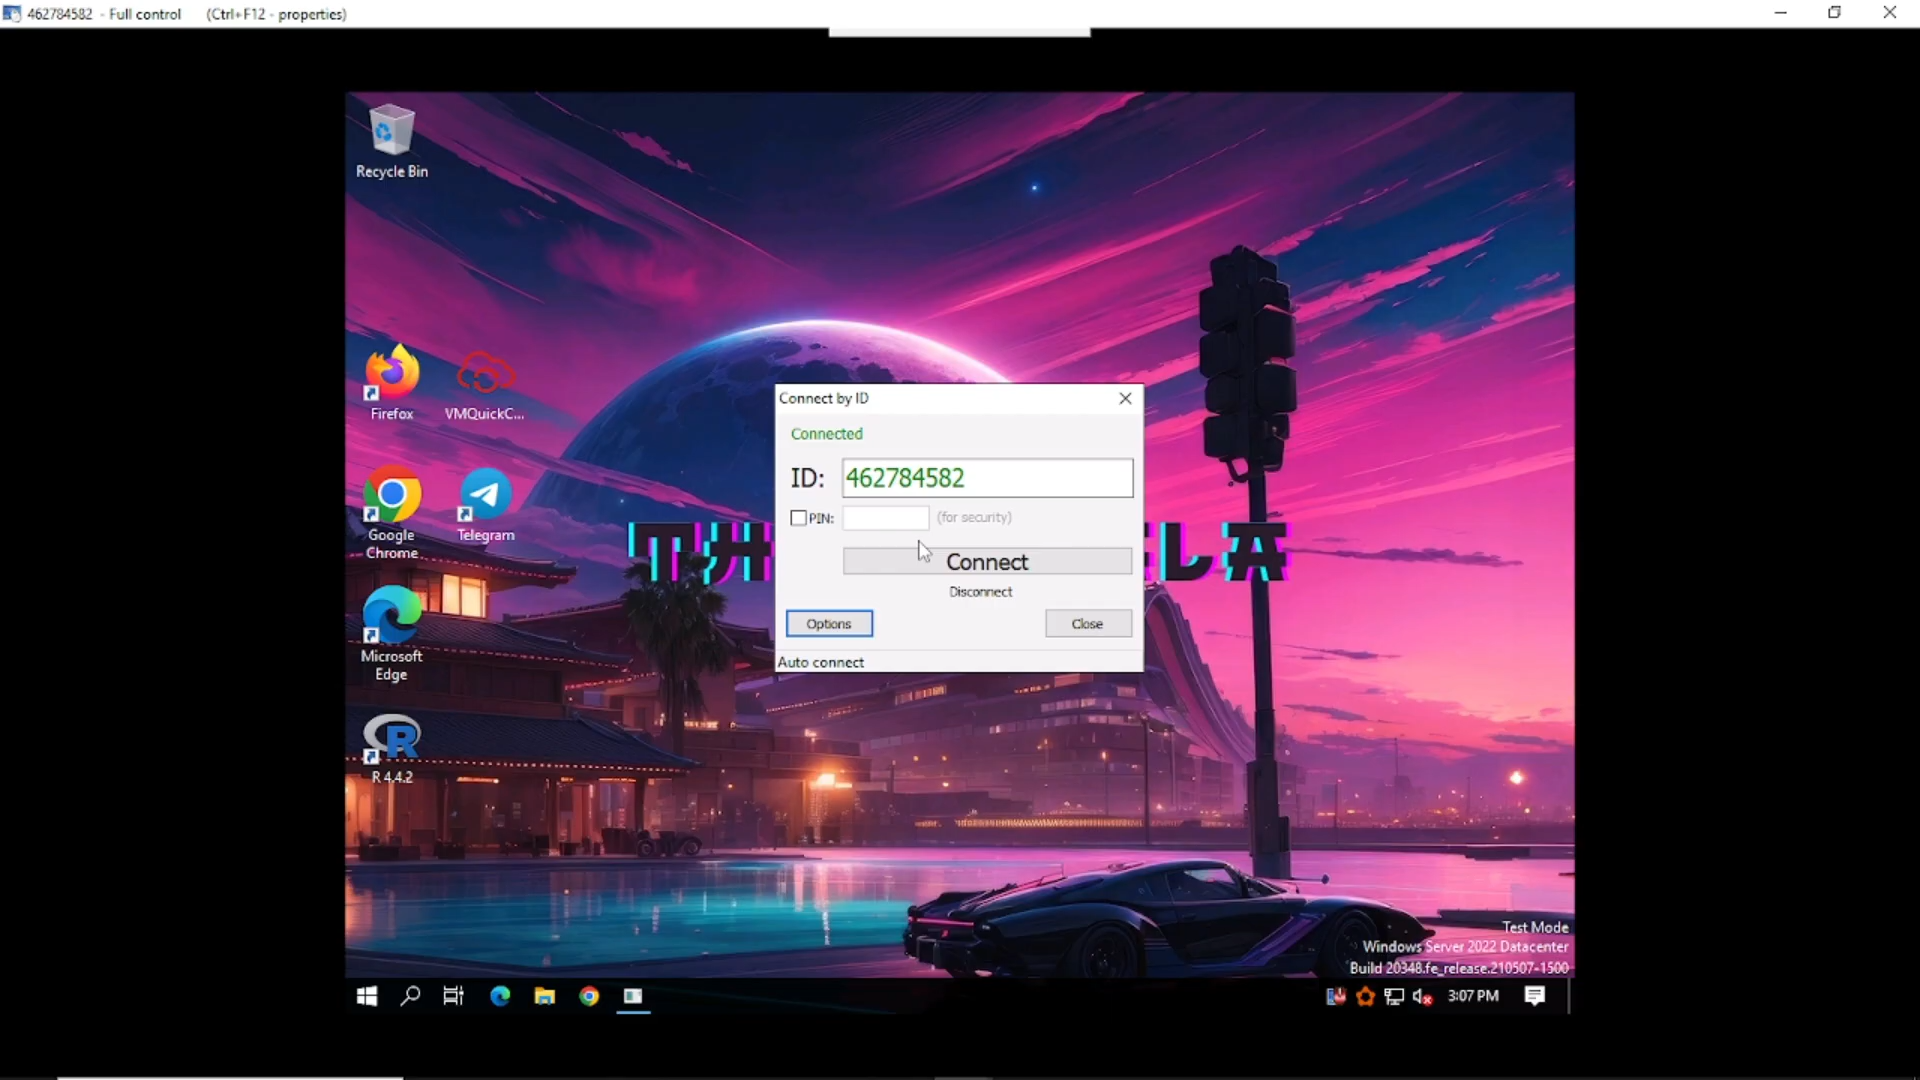 462784582 - Full control (Ctrl+F12 - properties)
Recycle Bin
Firefox
VMQuickC...
Google
Chrome
Telegram
Microsoft
Edge
R 4.4.2
Connect by ID
Connected
ID: 462784582
PIN: (for security)
Connect
Disconnect
Options
Close
Auto connect
TH
LA
Test Mode
Windows Server 2022 Datacenter
Build 20348.fe_release.210507-1500
3:07 PM